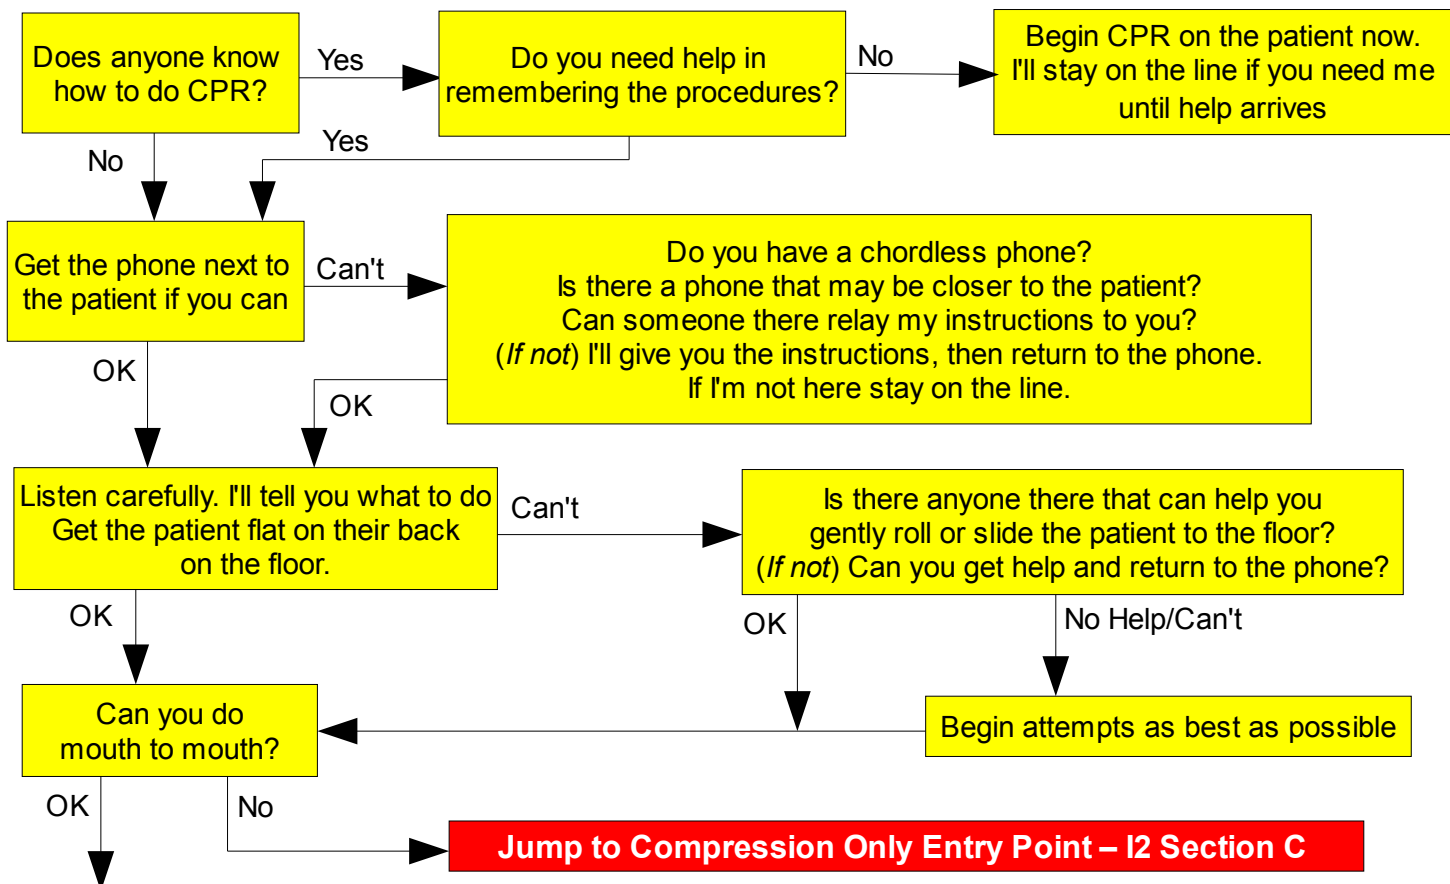 Does anyone know
how to do CPR?
Yes
Do you need help in
remembering the procedures?
No
Begin CPR on the patient now.
I'll stay on the line if you need me
until help arrives
No
Yes
Get the phone next to
the patient if you can
Can't
Do you have a chordless phone?
Is there a phone that may be closer to the patient?
Can someone there relay my instructions to you?
(If not) I'll give you the instructions, then return to the phone.
If I'm not here stay on the line.
OK
OK
Listen carefully. I'll tell you what to do
Get the patient flat on their back
on the floor.
Can't
Is there anyone there that can help you
gently roll or slide the patient to the floor?
(If not) Can you get help and return to the phone?
OK
OK
No Help/Can't
Can you do
mouth to mouth?
Begin attempts as best as possible
OK
No
Jump to Compression Only Entry Point – I2 Section C